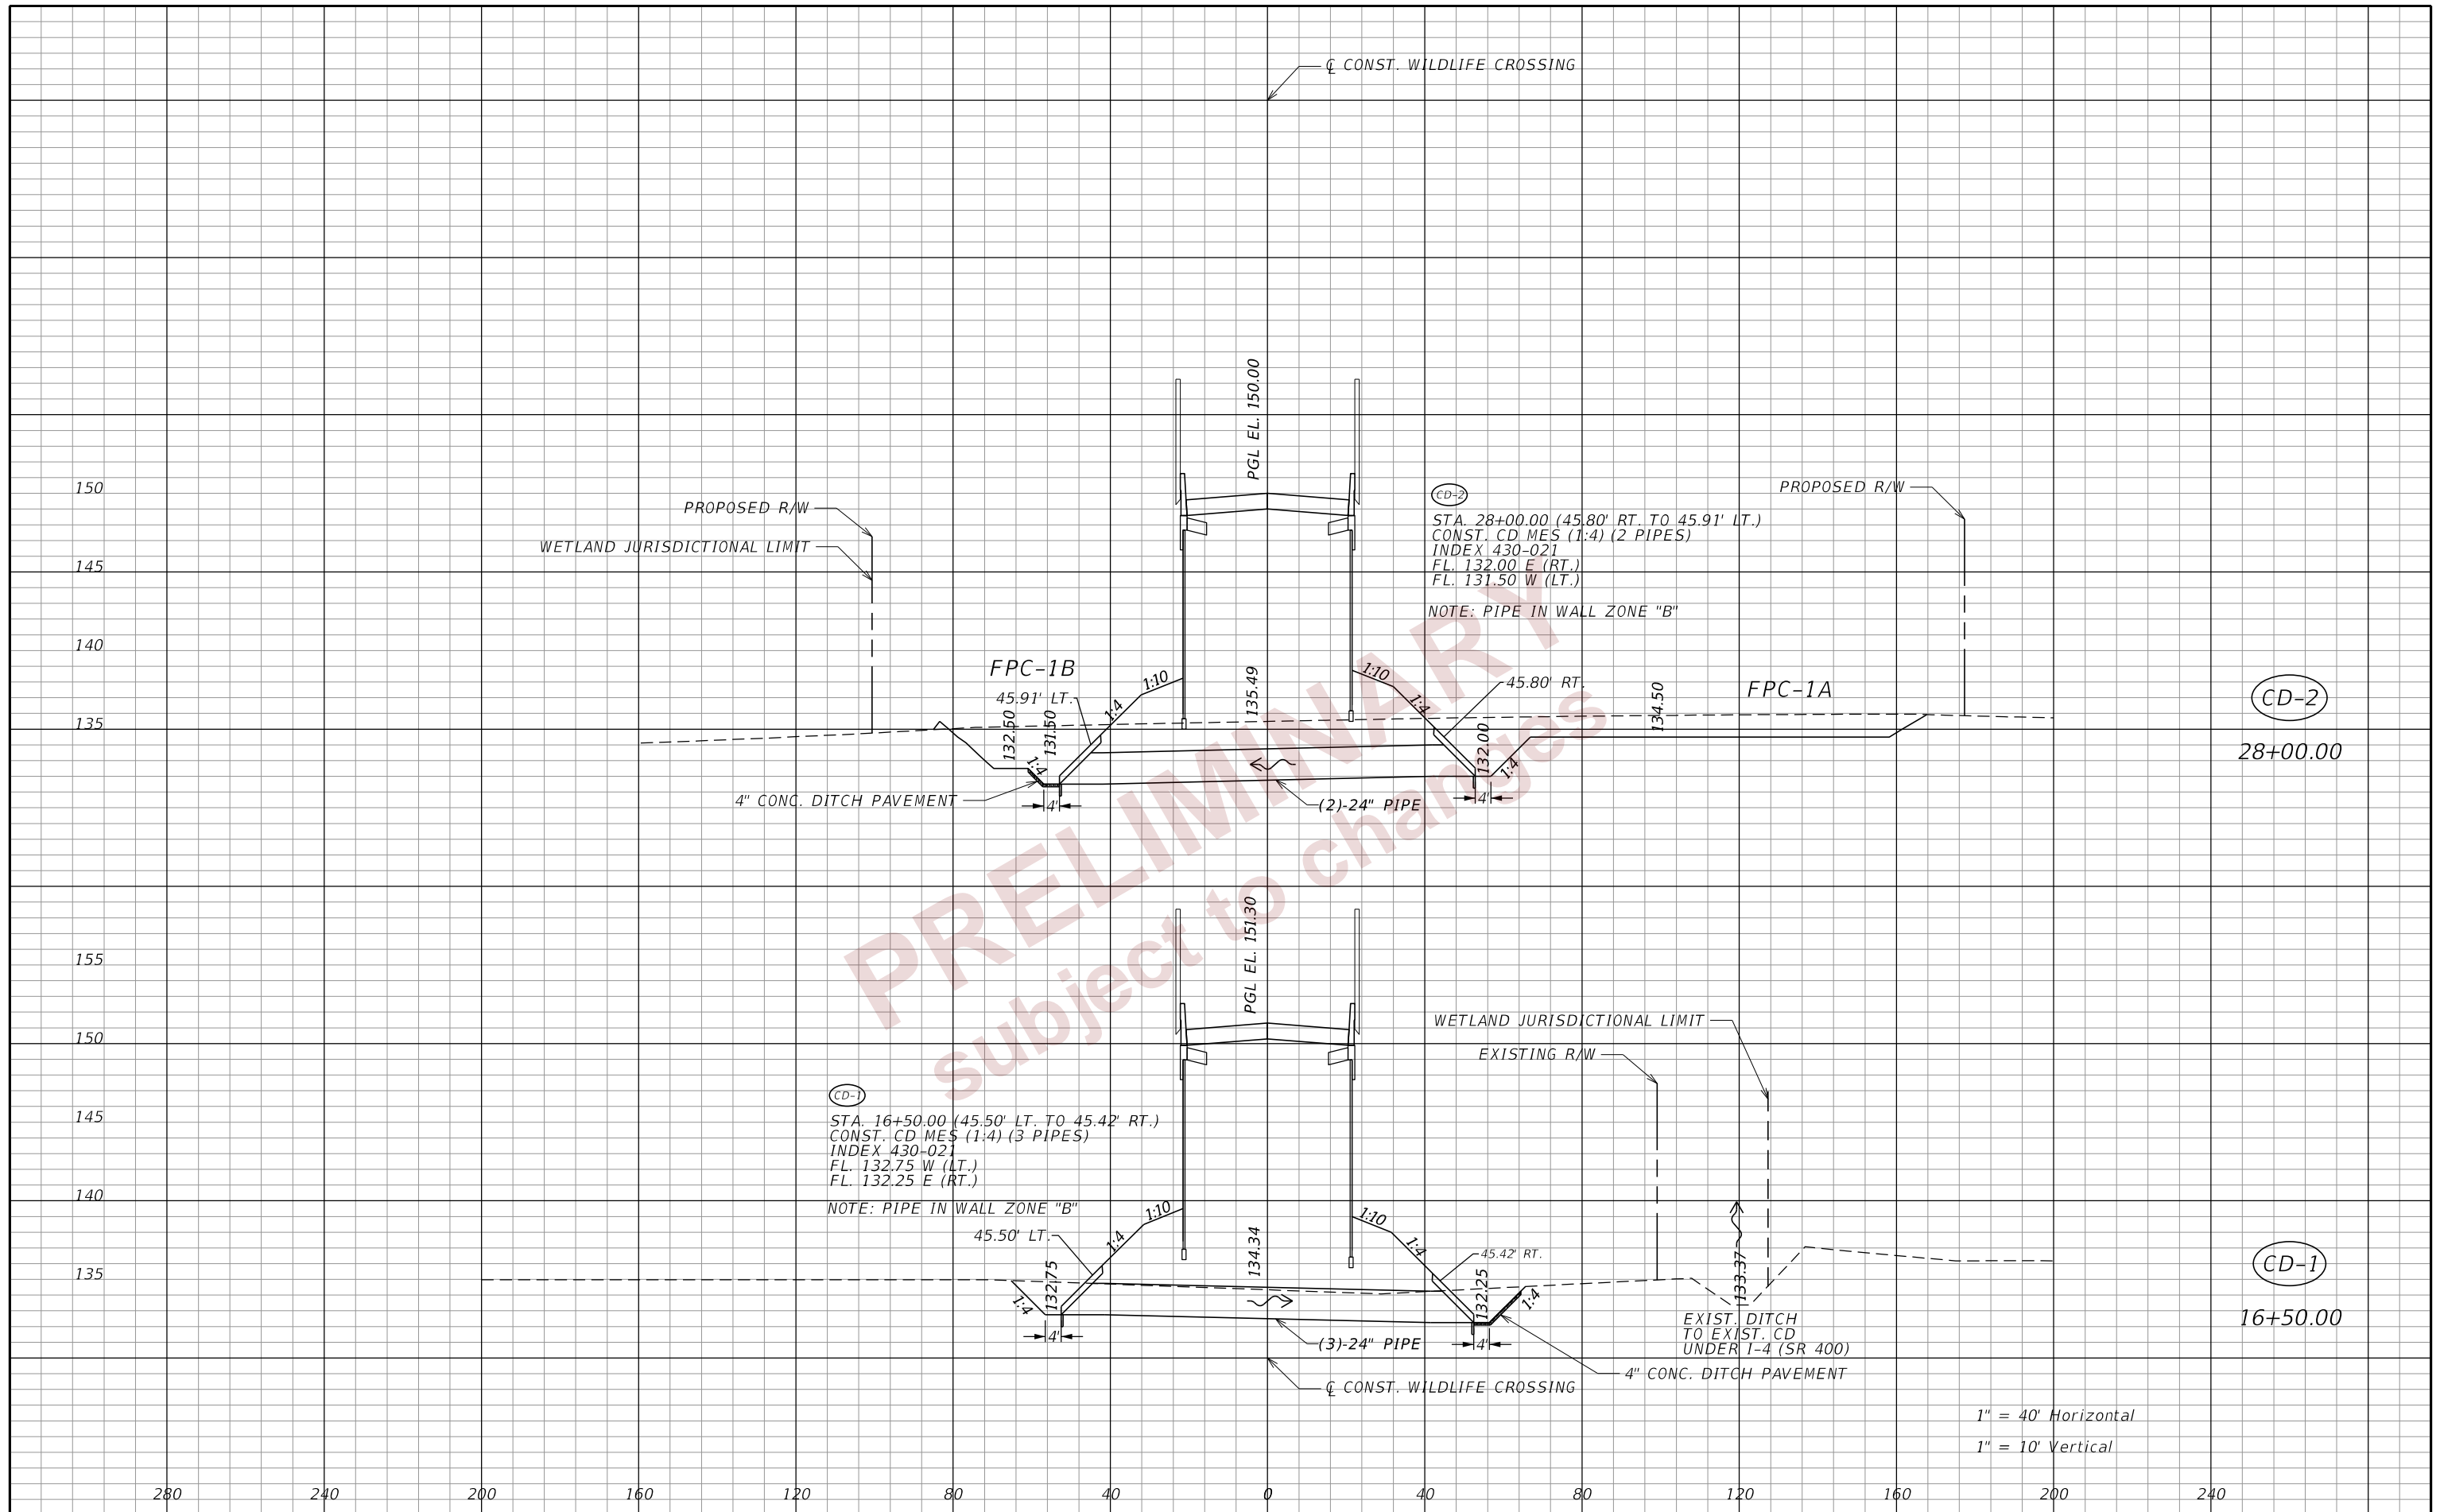 ℄ CONST. WILDLIFE CROSSING
PGL EL. 150.00
150
PROPOSED R/W
WETLAND JURISDICTIONAL LIMIT
CD-2
STA. 28+00.00 (45.80' RT. TO 45.91' LT.)
CONST. CD MES (1:4) (2 PIPES)
INDEX 430-021
FL. 132.00 E (RT.)
FL. 131.50 W (LT.)
NOTE: PIPE IN WALL ZONE "B"
PROPOSED R/W
145
140
135
FPC-1B
45.91' LT.
132.50
131.50
1:4
1:4
1:10
135.49
1:10
1:4
45.80' RT.
132.00
1:4
134.50
FPC-1A
CD-2
28+00.00
4" CONC. DITCH PAVEMENT
4'
(2)-24" PIPE
4'
PRELIMINARY
subject to changes
155
150
145
140
135
PGL EL. 151.30
WETLAND JURISDICTIONAL LIMIT
EXISTING R/W
CD-1
STA. 16+50.00 (45.50' LT. TO 45.42' RT.)
CONST. CD MES (1:4) (3 PIPES)
INDEX 430-021
FL. 132.75 W (LT.)
FL. 132.25 E (RT.)
NOTE: PIPE IN WALL ZONE "B"
45.50' LT.
1:4
132.75
1:4
1:10
134.34
1:10
1:4
45.42' RT.
132.25
1:4
133.37
CD-1
16+50.00
4'
(3)-24" PIPE
4'
EXIST. DITCH
TO EXIST. CD
UNDER I-4 (SR 400)
4" CONC. DITCH PAVEMENT
℄ CONST. WILDLIFE CROSSING
1" = 40' Horizontal
1" = 10' Vertical
280 240 200 160 120 80 40 0 40 80 120 160 200 240